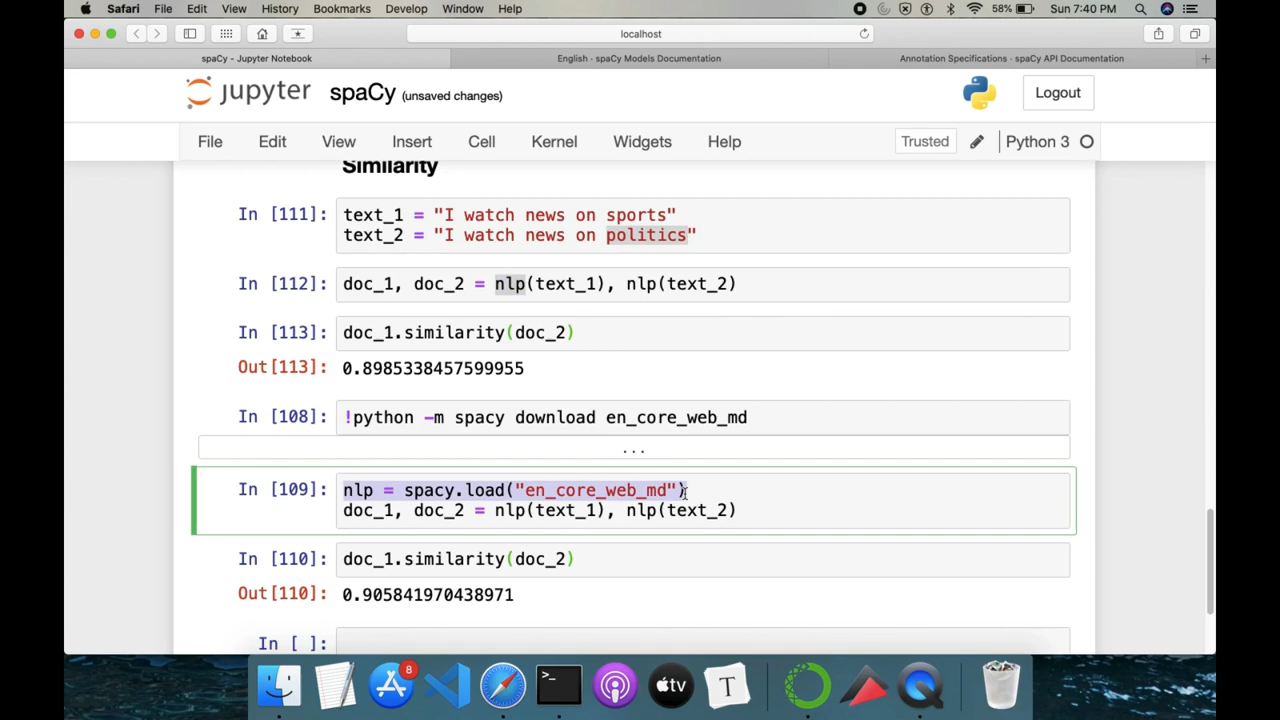 Safari File Edit View History Bookmarks Develop Window Help 58% Sun 7:40 PM
localhost
spaCy - Jupyter Notebook English · spaCy Models Documentation Annotation Specifications · spaCy API Documentation +
jupyter spaCy (unsaved changes) Logout
File Edit View Insert Cell Kernel Widgets Help Trusted Python 3
Similarity
In [111]: text_1 = "I watch news on sports"
text_2 = "I watch news on politics"
In [112]: doc_1, doc_2 = nlp(text_1), nlp(text_2)
In [113]: doc_1.similarity(doc_2)
Out[113]: 0.8985338457599955
In [108]: !python -m spacy download en_core_web_md
...
In [109]: nlp = spacy.load("en_core_web_md")
doc_1, doc_2 = nlp(text_1), nlp(text_2)
In [110]: doc_1.similarity(doc_2)
Out[110]: 0.905841970438971
In [ ]:
8
>_
tv
T